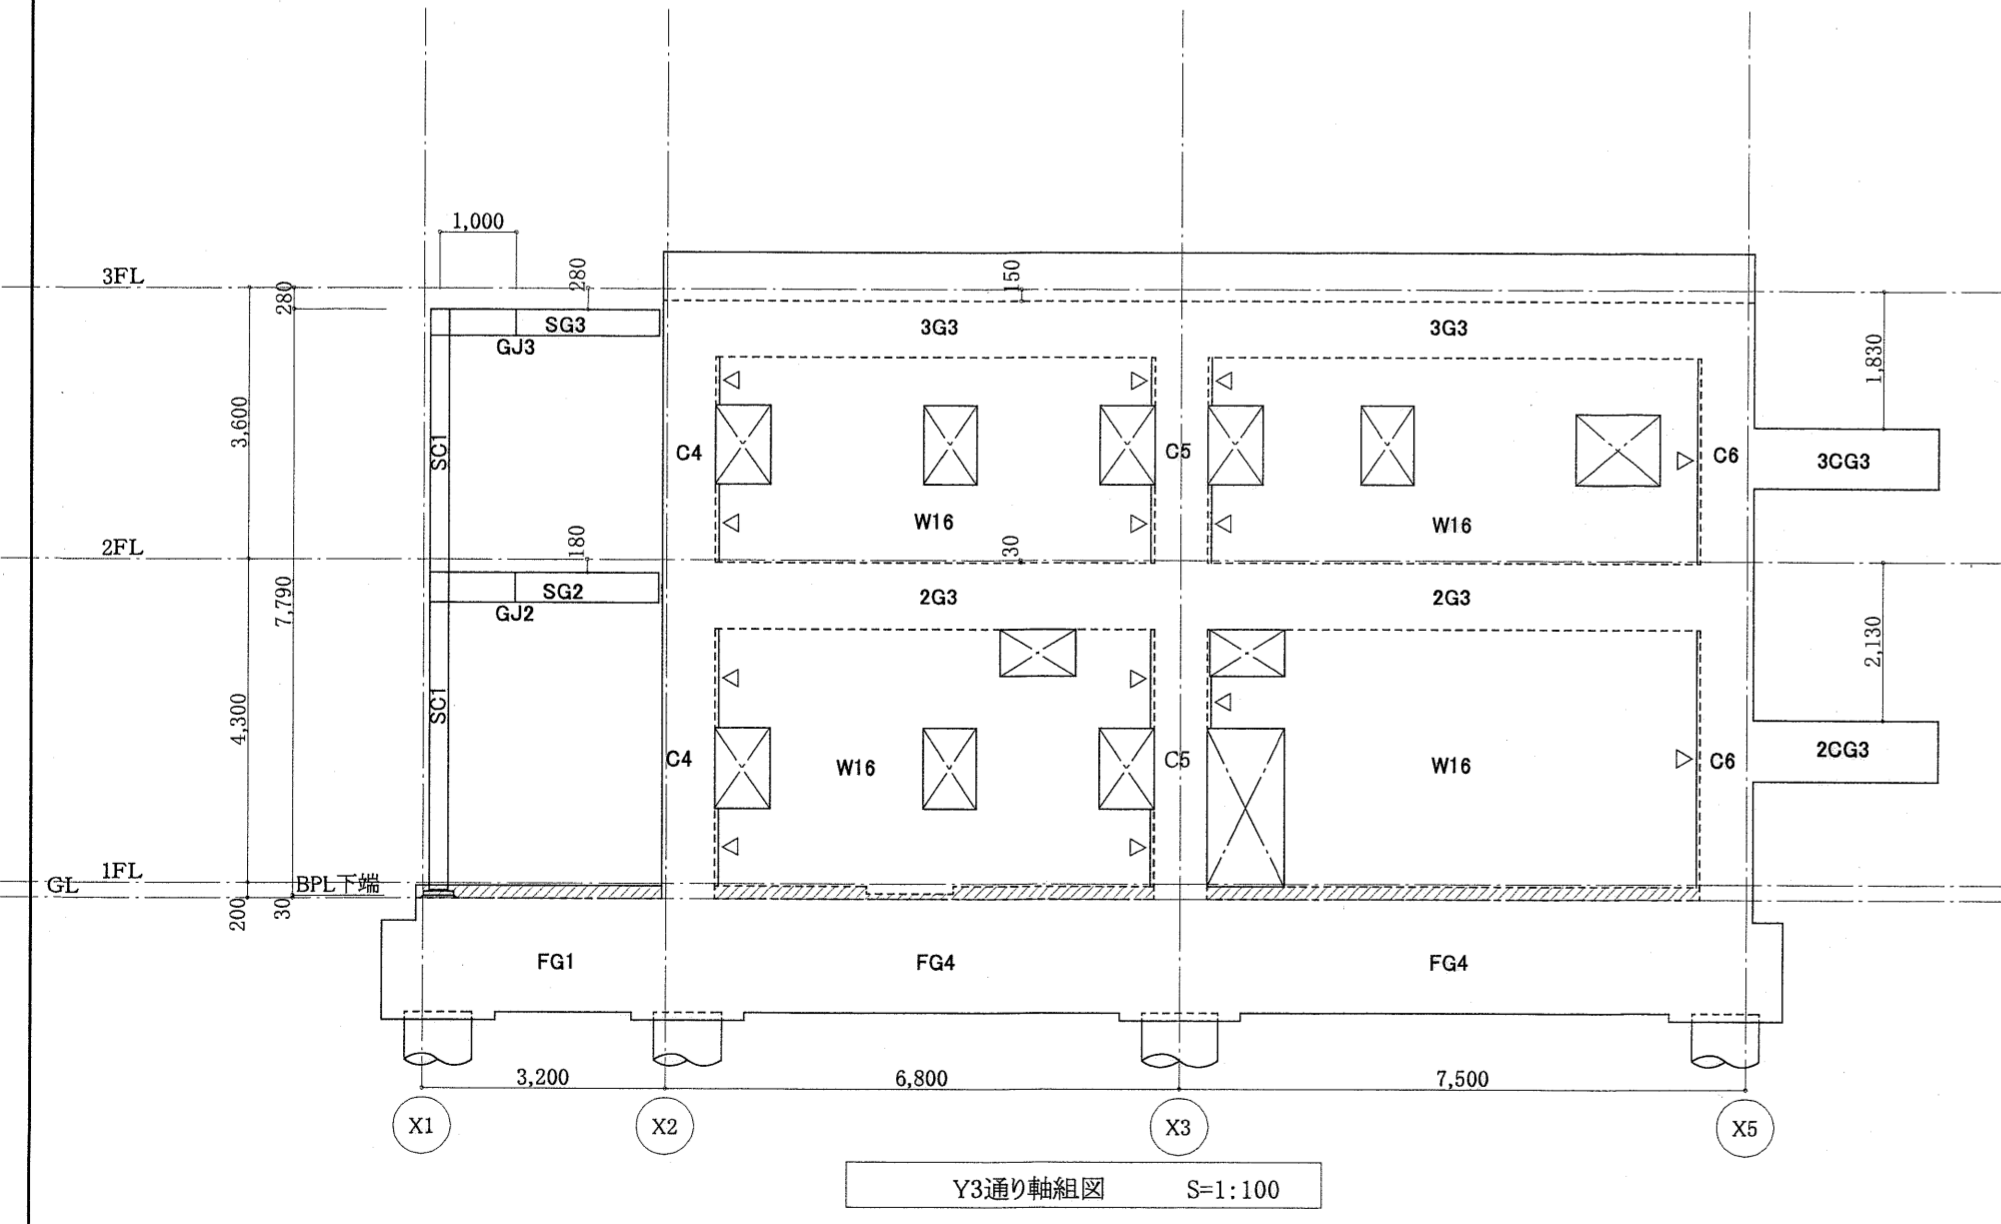 1,000
3FL
280
280
150
SG3
GJ3
3G3
3G3
1,830
3,600
SC1
C4
C5
C6
3CG3
W16
W16
2FL
180
30
SG2
GJ2
2G3
2G3
7,790
2,130
4,300
SC1
C4
W16
C5
W16
C6
2CG3
1FL
GL
BPL下端
200
30
FG1
FG4
FG4
3,200
6,800
7,500
X1
X2
X3
X5
Y3通り軸組図 S=1:100